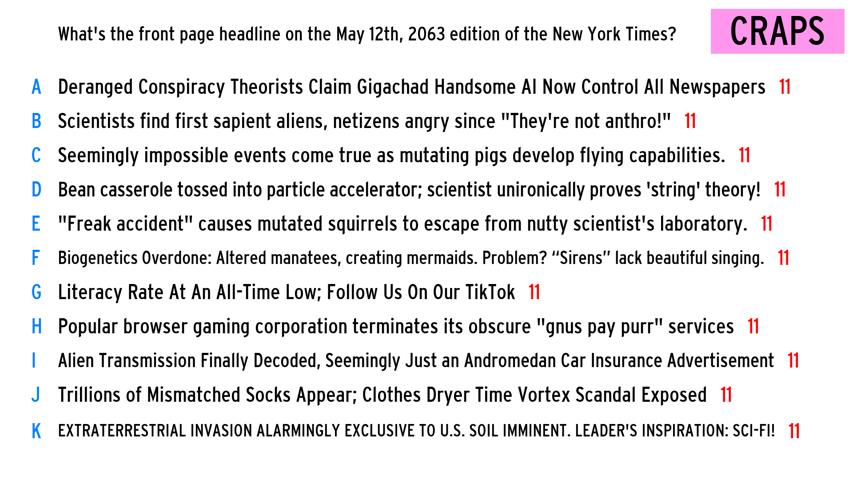 What's the front page headline on the May 12th, 2063 edition of the New York Times?
CRAPS
A Deranged Conspiracy Theorists Claim Gigachad Handsome AI Now Control All Newspapers 11
B Scientists find first sapient aliens, netizens angry since "They're not anthro!" 11
C Seemingly impossible events come true as mutating pigs develop flying capabilities. 11
D Bean casserole tossed into particle accelerator; scientist unironically proves 'string' theory! 11
E "Freak accident" causes mutated squirrels to escape from nutty scientist's laboratory. 11
F Biogenetics Overdone: Altered manatees, creating mermaids. Problem? “Sirens” lack beautiful singing. 11
G Literacy Rate At An All-Time Low; Follow Us On Our TikTok 11
H Popular browser gaming corporation terminates its obscure "gnus pay purr" services 11
I Alien Transmission Finally Decoded, Seemingly Just an Andromedan Car Insurance Advertisement 11
J Trillions of Mismatched Socks Appear; Clothes Dryer Time Vortex Scandal Exposed 11
K EXTRATERRESTRIAL INVASION ALARMINGLY EXCLUSIVE TO U.S. SOIL IMMINENT. LEADER'S INSPIRATION: SCI-FI! 11